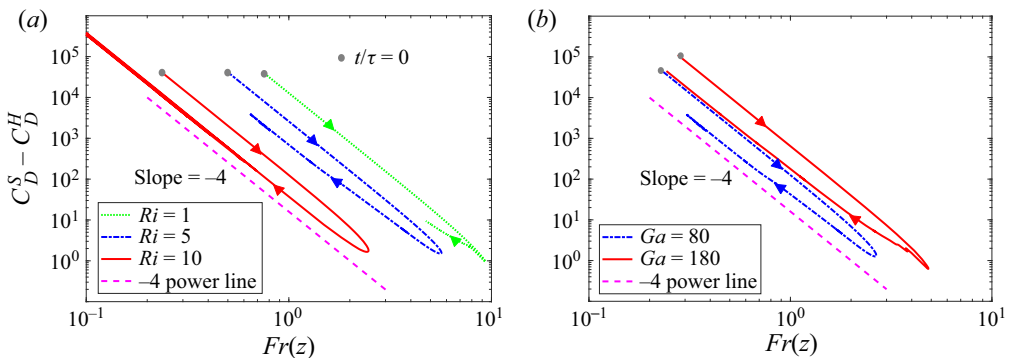 (a)
(b)
C_D^S – C_D^H
10^5
10^4
10^3
10^2
10^1
10^0
t/τ = 0
Slope = –4
Ri = 1
Ri = 5
Ri = 10
–4 power line
10^–1
10^0
10^1
Fr(z)
10^5
10^4
10^3
10^2
10^1
10^0
Slope = –4
Ga = 80
Ga = 180
–4 power line
10^–1
10^0
10^1
Fr(z)